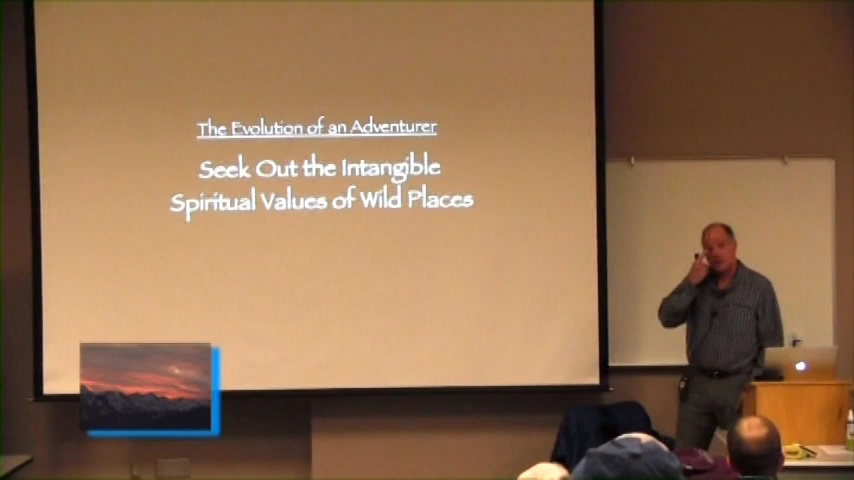 The Evolution of an Adventurer
Seek Out the Intangible
Spiritual Values of Wild Places